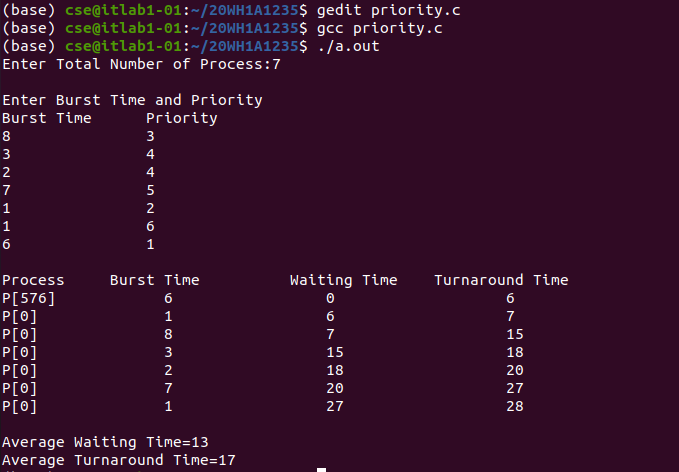 (base) cse@itlab1-01:~/20WH1A1235$ gedit priority.c
(base) cse@itlab1-01:~/20WH1A1235$ gcc priority.c
(base) cse@itlab1-01:~/20WH1A1235$ ./a.out
Enter Total Number of Process:7
Enter Burst Time and Priority
Burst Time Priority
8 3
3 4
2 4
7 5
1 2
1 6
6 1
Process Burst Time Waiting Time Turnaround Time
P[576] 6 0 6
P[0] 1 6 7
P[0] 8 7 15
P[0] 3 15 18
P[0] 2 18 20
P[0] 7 20 27
P[0] 1 27 28
Average Waiting Time=13
Average Turnaround Time=17